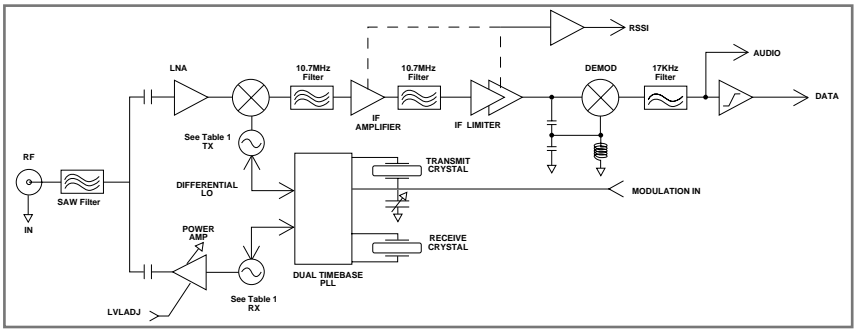 RSSI
AUDIO
LNA
10.7MHz
Filter
10.7MHz
Filter
DEMOD
17KHz
Filter
DATA
IF
AMPLIFIER
IF LIMITER
See Table 1
TX
RF
SAW Filter
IN
DIFFERENTIAL
LO
TRANSMIT
CRYSTAL
MODULATION IN
POWER
AMP
RECEIVE
CRYSTAL
DUAL TIMEBASE
PLL
See Table 1
RX
LVLADJ